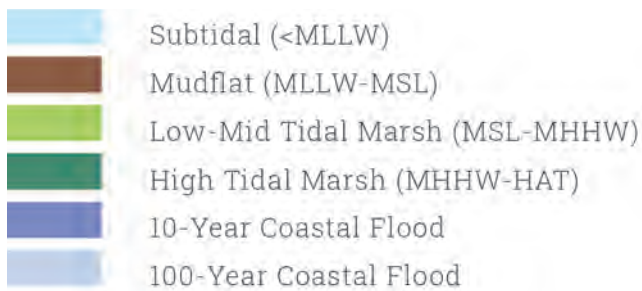 Subtidal (<MLLW)
Mudflat (MLLW-MSL)
Low-Mid Tidal Marsh (MSL-MHHW)
High Tidal Marsh (MHHW-HAT)
10-Year Coastal Flood
100-Year Coastal Flood